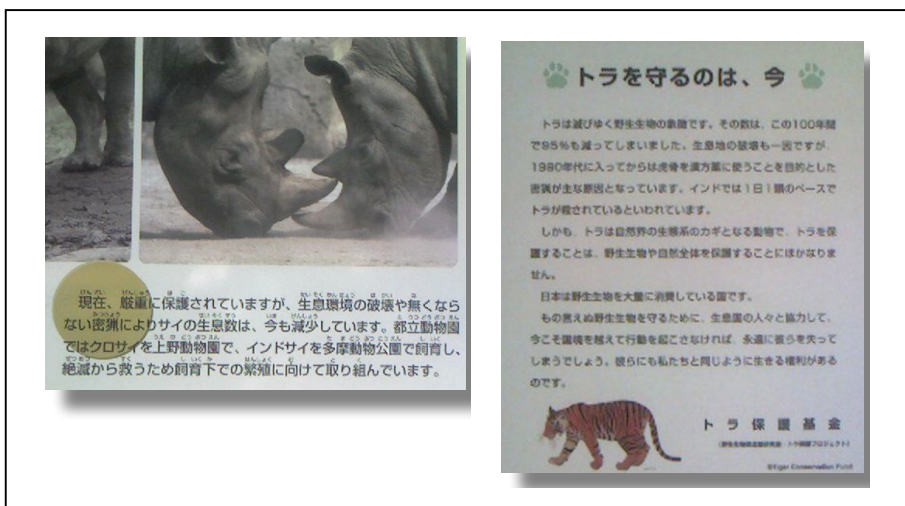 現在、厳重に保護されていますが、生息環境の破壊や無くなら
ない密猟によりサイの生息数は、今も減少しています。都立動物園
ではクロサイを上野動物園で、インドサイを多摩動物公園で飼育し、
絶滅から救うため飼育下での繁殖に向けて取り組んでいます。
トラを守るのは、今
トラは滅びゆく野生生物の象徴です。その数は、この100年間
で95%も減ってしまいました。生息地の破壊も一因ですが、
1980年代に入ってからは虎骨を漢方薬に使うことを目的とした
密猟が主な原因となっています。インドでは1日1頭のペースで
トラが殺されているといわれています。
しかも、トラは自然界の生態系のカギとなる動物で、トラを保
護することは、野生生物や自然全体を保護することにほかなりま
せん。
日本は野生生物を大量に消費している国です。
もの言えぬ野生生物を守るために、生息国の人々と協力して、
今こそ国境を越えて行動を起こさなければ、永遠に彼らを失って
しまうでしょう。彼らにも私たちと同じように生きる権利がある
のです。
トラ保護基金
©Tiger Conservation Fund